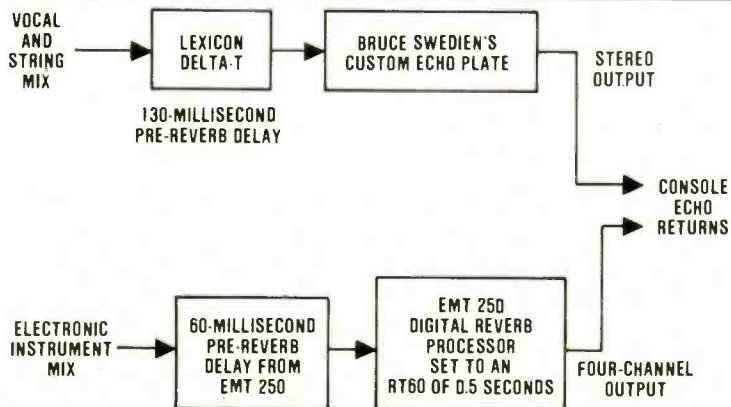 VOCAL
AND
STRING
MIX
LEXICON
DELTA-T
BRUCE SWEDIEN'S
CUSTOM ECHO PLATE
STEREO
OUTPUT
130-MILLISECOND
PRE-REVERB DELAY
CONSOLE
ECHO
RETURNS
ELECTRONIC
INSTRUMENT
MIX
60-MILLISECOND
PRE-REVERB
DELAY FROM
EMT 250
EMT 250
DIGITAL REVERB
PROCESSOR
SET TO AN
RT60 OF 0.5 SECONDS
FOUR-CHANNEL
OUTPUT